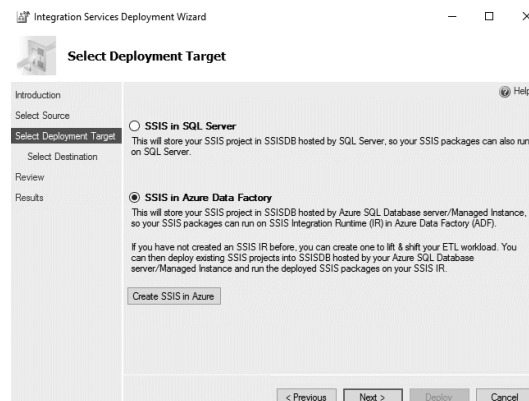 Integration Services Deployment Wizard
Select Deployment Target
Help
Introduction
Select Source
Select Deployment Target
Select Destination
Review
Results
SSIS in SQL Server
This will store your SSIS project in SSISDB hosted by SQL Server, so your SSIS packages can also run
on SQL Server.
SSIS in Azure Data Factory
This will store your SSIS project in SSISDB hosted by Azure SQL Database server/Managed Instance,
so your SSIS packages can run on SSIS Integration Runtime (IR) in Azure Data Factory (ADF).
If you have not created an SSIS IR before, you can create one to lift & shift your ETL workload. You
can then deploy existing SSIS projects into SSISDB hosted by your Azure SQL Database
server/Managed Instance and run the deployed SSIS packages on your SSIS IR.
Create SSIS in Azure
< Previous
Next >
Deploy
Cancel